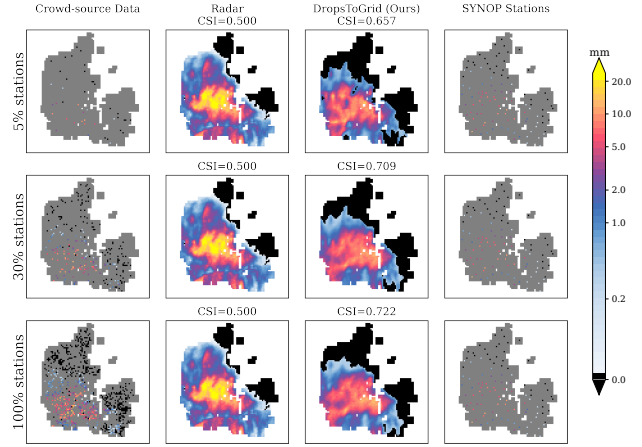 Crowd-source Data
Radar
CSI=0.500
DropsToGrid (Ours)
CSI=0.657
SYNOP Stations
5% stations
CSI=0.500
CSI=0.709
30% stations
CSI=0.500
CSI=0.722
100% stations
mm
20.0
10.0
5.0
2.0
1.0
0.2
0.0